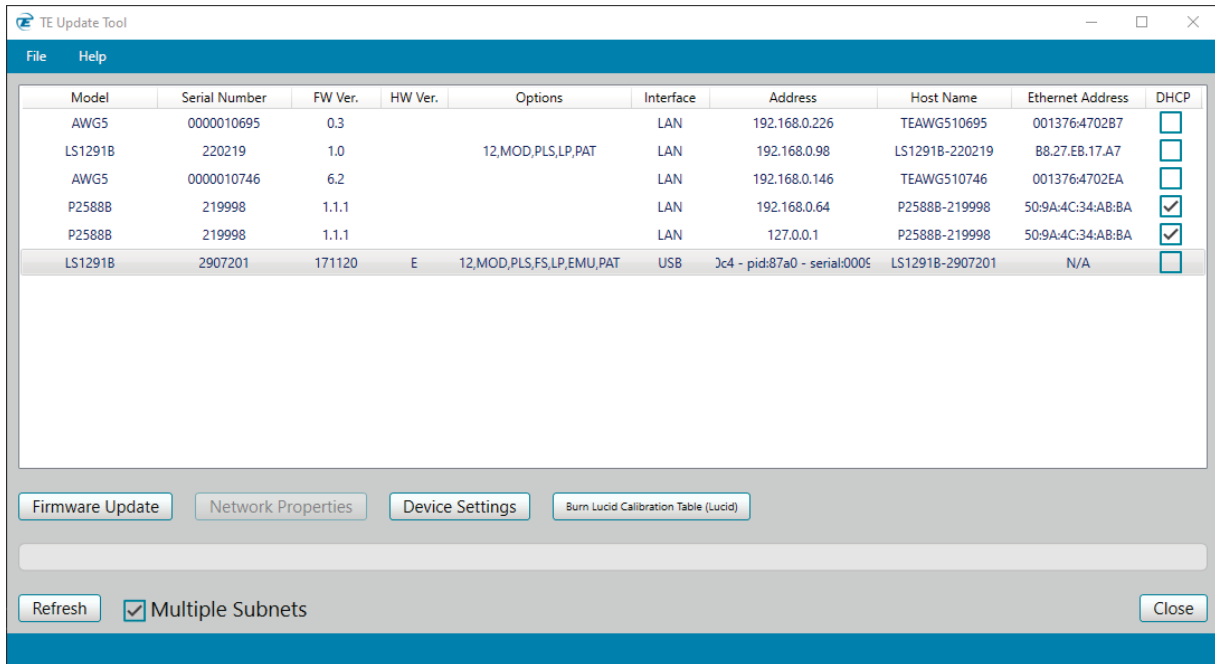 TE Update Tool
File Help
Model Serial Number FW Ver. HW Ver. Options Interface Address Host Name Ethernet Address DHCP
AWG5 0000010695 0.3 LAN 192.168.0.226 TEAWG510695 001376:4702B7
LS1291B 220219 1.0 12,MOD,PLS,LP,PAT LAN 192.168.0.98 LS1291B-220219 B8.27.EB.17.A7
AWG5 0000010746 6.2 LAN 192.168.0.146 TEAWG510746 001376:4702EA
P2588B 219998 1.1.1 LAN 192.168.0.64 P2588B-219998 50:9A:4C:34:AB:BA
P2588B 219998 1.1.1 LAN 127.0.0.1 P2588B-219998 50:9A:4C:34:AB:BA
LS1291B 2907201 171120 E 12,MOD,PLS,FS,LP,EMU,PAT USB 0c4 - pid:87a0 - serial:0009 LS1291B-2907201 N/A
Firmware Update Network Properties Device Settings Burn Lucid Calibration Table (Lucid)
Refresh Multiple Subnets Close